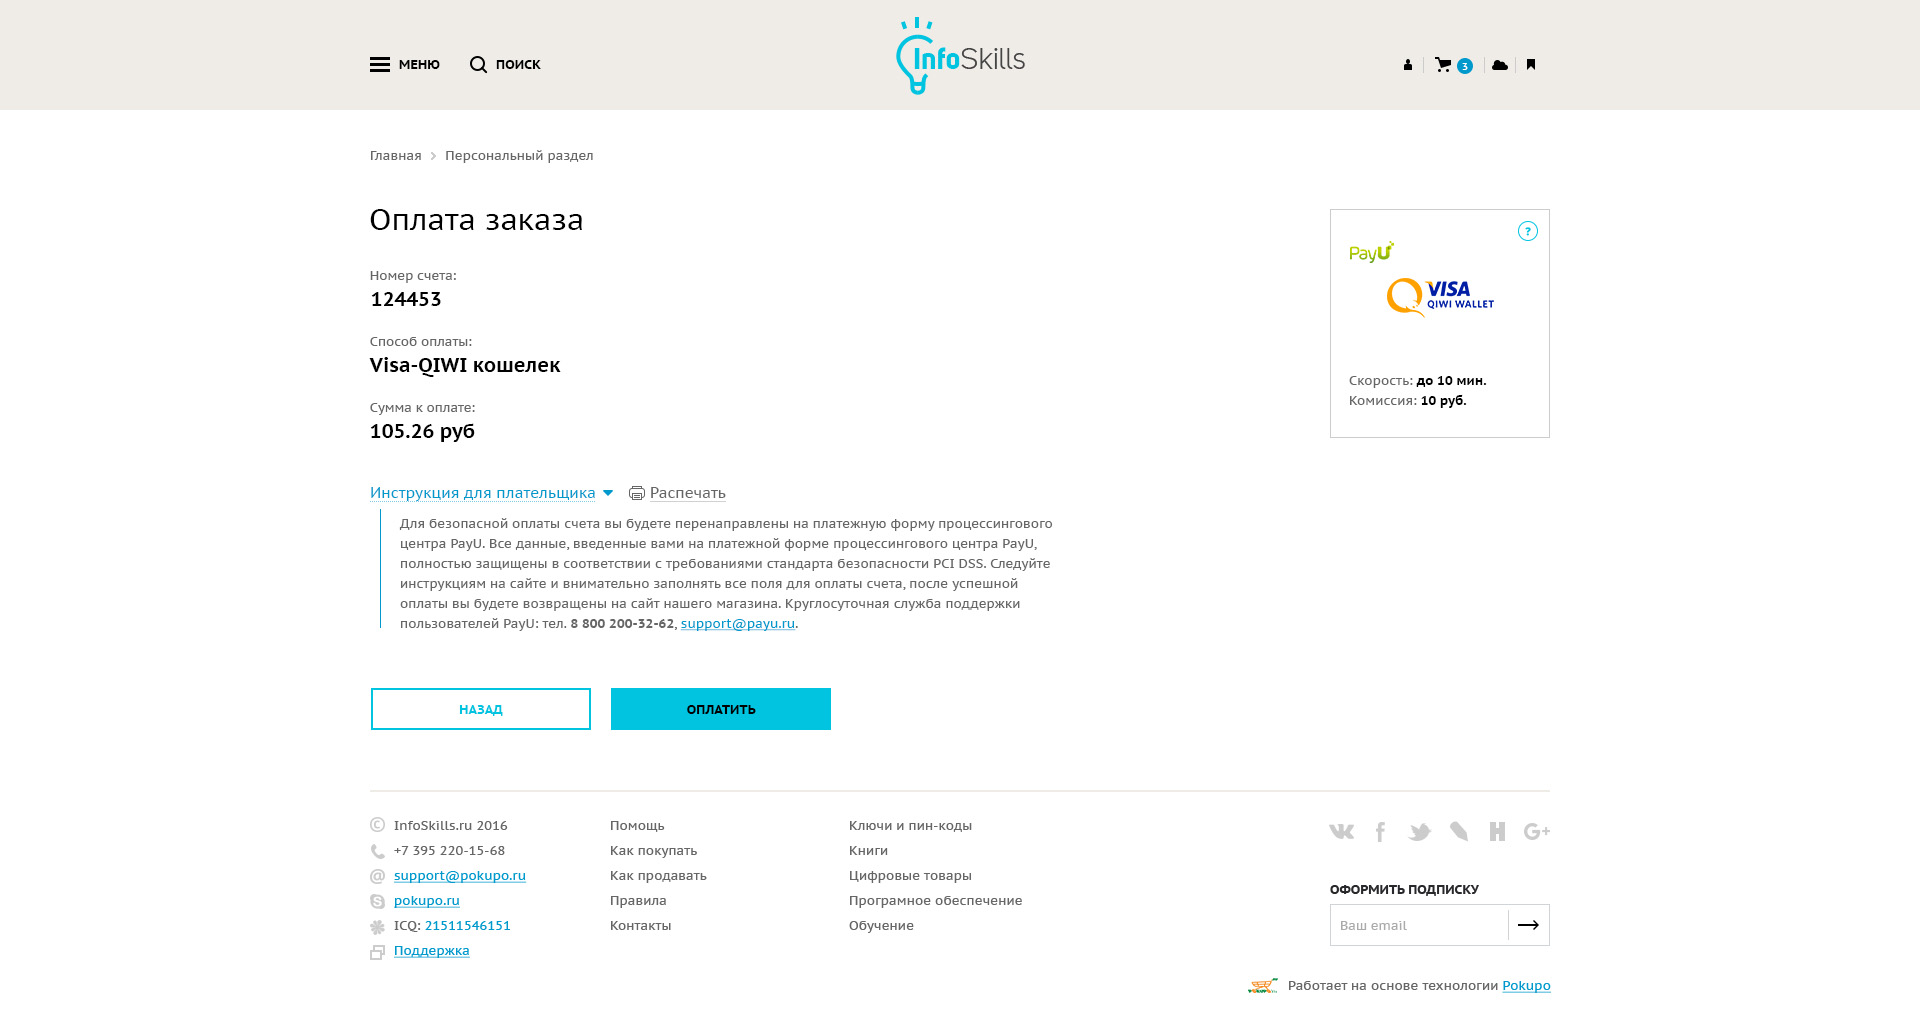 МЕНЮ
ПОИСК
InfoSkills
3
Главная
Персональный раздел
Оплата заказа
Номер счета:
124453
Способ оплаты:
Visa-QIWI кошелек
Сумма к оплате:
105.26 руб
?
PayU
VISA
QIWI WALLET
Скорость: до 10 мин.
Комиссия: 10 руб.
Инструкция для плательщика
Распечать
Для безопасной оплаты счета вы будете перенаправлены на платежную форму процессингового
центра PayU. Все данные, введенные вами на платежной форме процессингового центра PayU,
полностью защищены в соответствии с требованиями стандарта безопасности PCI DSS. Следуйте
инструкциям на сайте и внимательно заполнять все поля для оплаты счета, после успешной
оплаты вы будете возвращены на сайт нашего магазина. Круглосуточная служба поддержки
пользователей PayU: тел. 8 800 200-32-62, support@payu.ru.
НАЗАД
ОПЛАТИТЬ
© InfoSkills.ru 2016
+7 395 220-15-68
@ support@pokupo.ru
pokupo.ru
ICQ: 21511546151
Поддержка
Помощь
Как покупать
Как продавать
Правила
Контакты
Ключи и пин-коды
Книги
Цифровые товары
Програмное обеспечение
Обучение
G+
ОФОРМИТЬ ПОДПИСКУ
Ваш email
Работает на основе технологии Pokupo